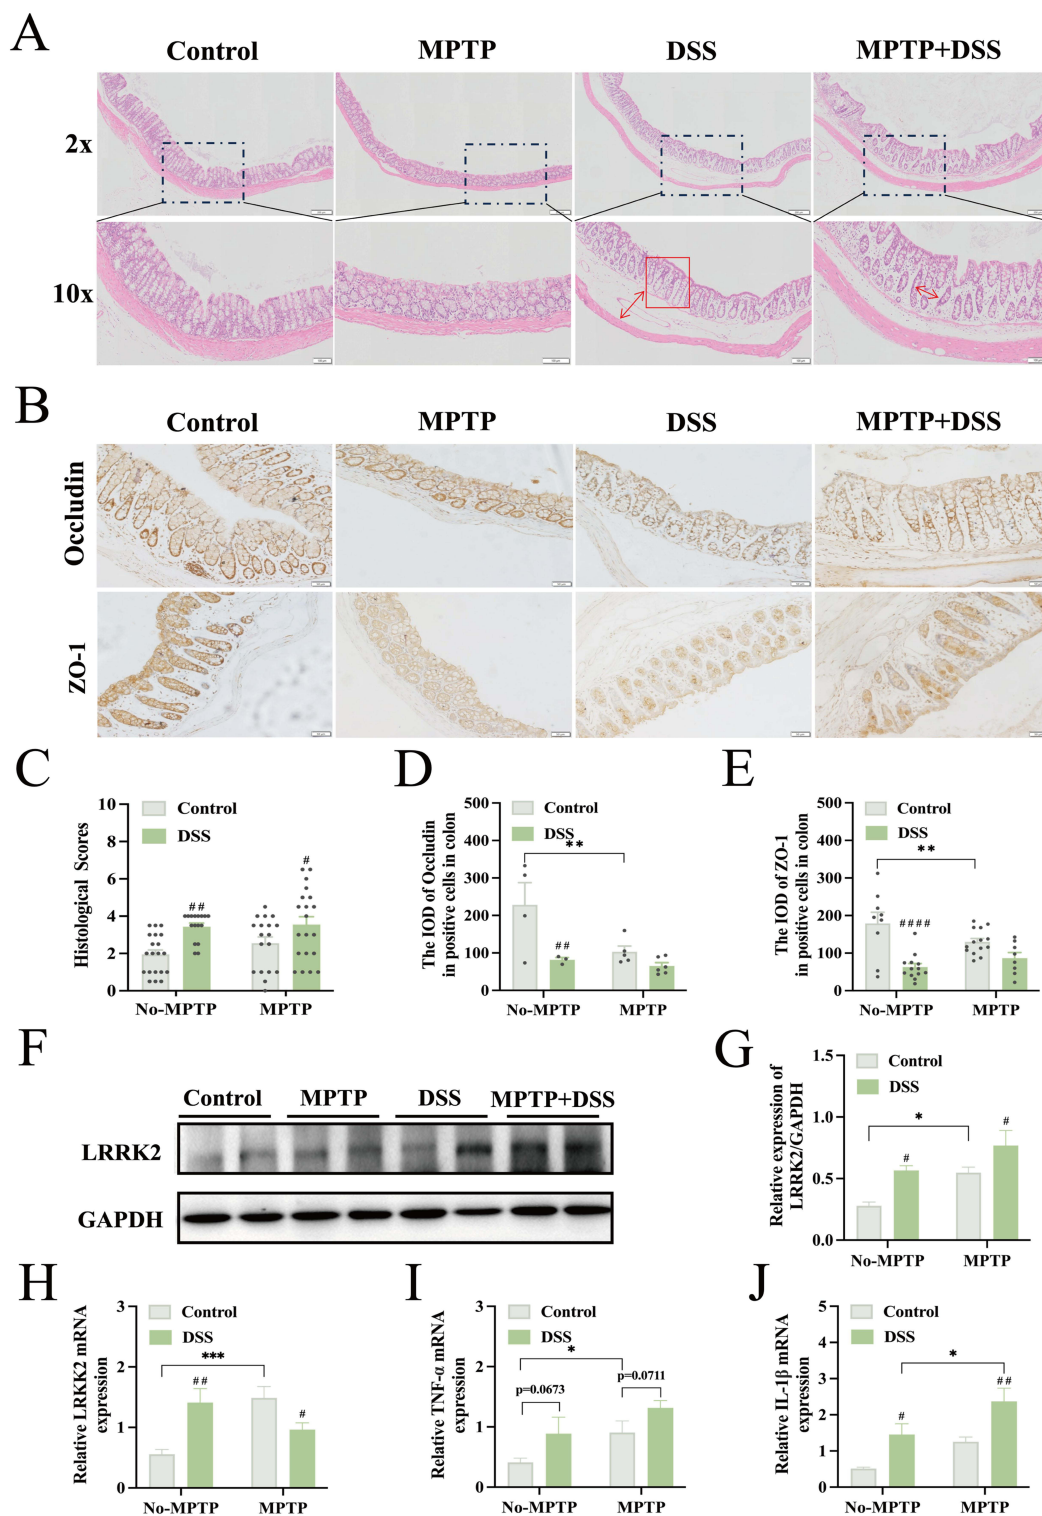 A
Control MPTP DSS MPTP+DSS
2x
10x
B
Control MPTP DSS MPTP+DSS
Occludin
ZO-1
C
Histological Scores
10
8
6
4
2
0
Control
DSS
##
#
No-MPTP MPTP
D
The IOD of Occludin
in positive cells in colon
500
400
300
200
100
0
Control
DSS
**
##
No-MPTP MPTP
E
The IOD of ZO-1
in positive cells in colon
500
400
300
200
100
0
Control
DSS
**
####
No-MPTP MPTP
F
Control MPTP DSS MPTP+DSS
LRRK2
GAPDH
G
Relative expression of
LRRK2/GAPDH
1.5
1.0
0.5
0.0
Control
DSS
*
#
#
No-MPTP MPTP
H
Relative LRKK2 mRNA
expression
3
2
1
0
Control
DSS
***
##
#
No-MPTP MPTP
I
Relative TNF-α mRNA
expression
3
2
1
0
Control
DSS
*
p=0.0673
p=0.0711
No-MPTP MPTP
J
Relative IL-1β mRNA
expression
5
4
3
2
1
0
Control
DSS
*
#
##
No-MPTP MPTP